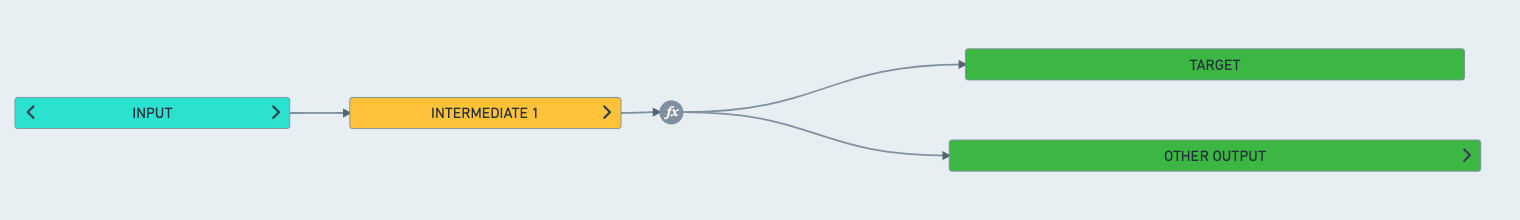 INPUT
INTERMEDIATE 1
fx
TARGET
OTHER OUTPUT